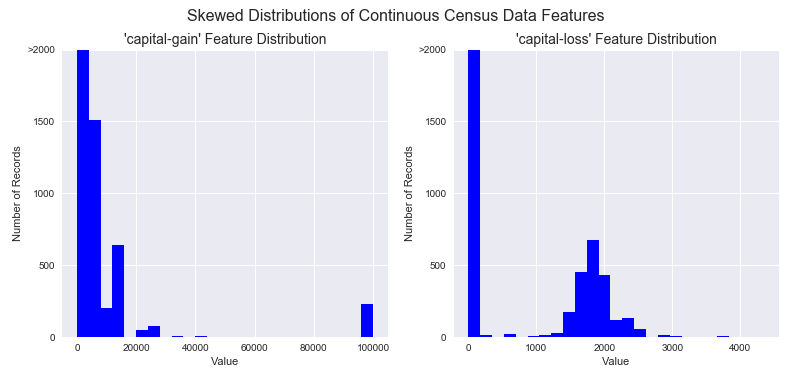 Skewed Distributions of Continuous Census Data Features
'capital-gain' Feature Distribution
>2000
1500
1000
500
0
Number of Records
0 20000 40000 60000 80000 100000
Value
'capital-loss' Feature Distribution
>2000
1500
1000
500
0
Number of Records
0 1000 2000 3000 4000
Value